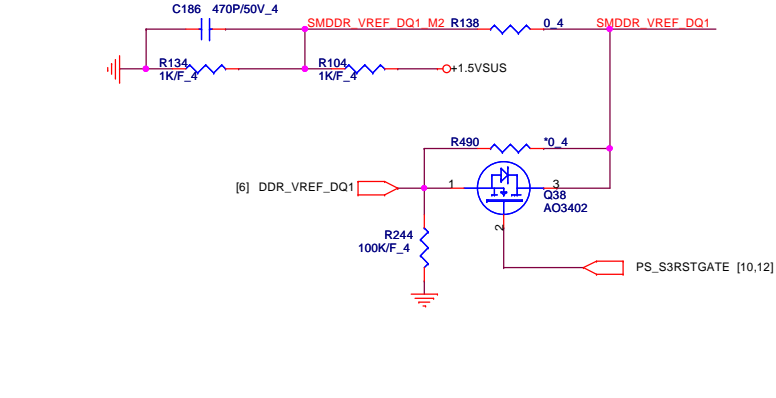 C186 470P/50V_4
SMDDR_VREF_DQ1_M2 R138 0_4 SMDDR_VREF_DQ1
R134 R104
1K/F_4 1K/F_4 +1.5VSUS
R490 *0_4
[6] DDR_VREF_DQ1 1 3
Q38
AO3402
2
R244
100K/F_4
PS_S3RSTGATE [10,12]